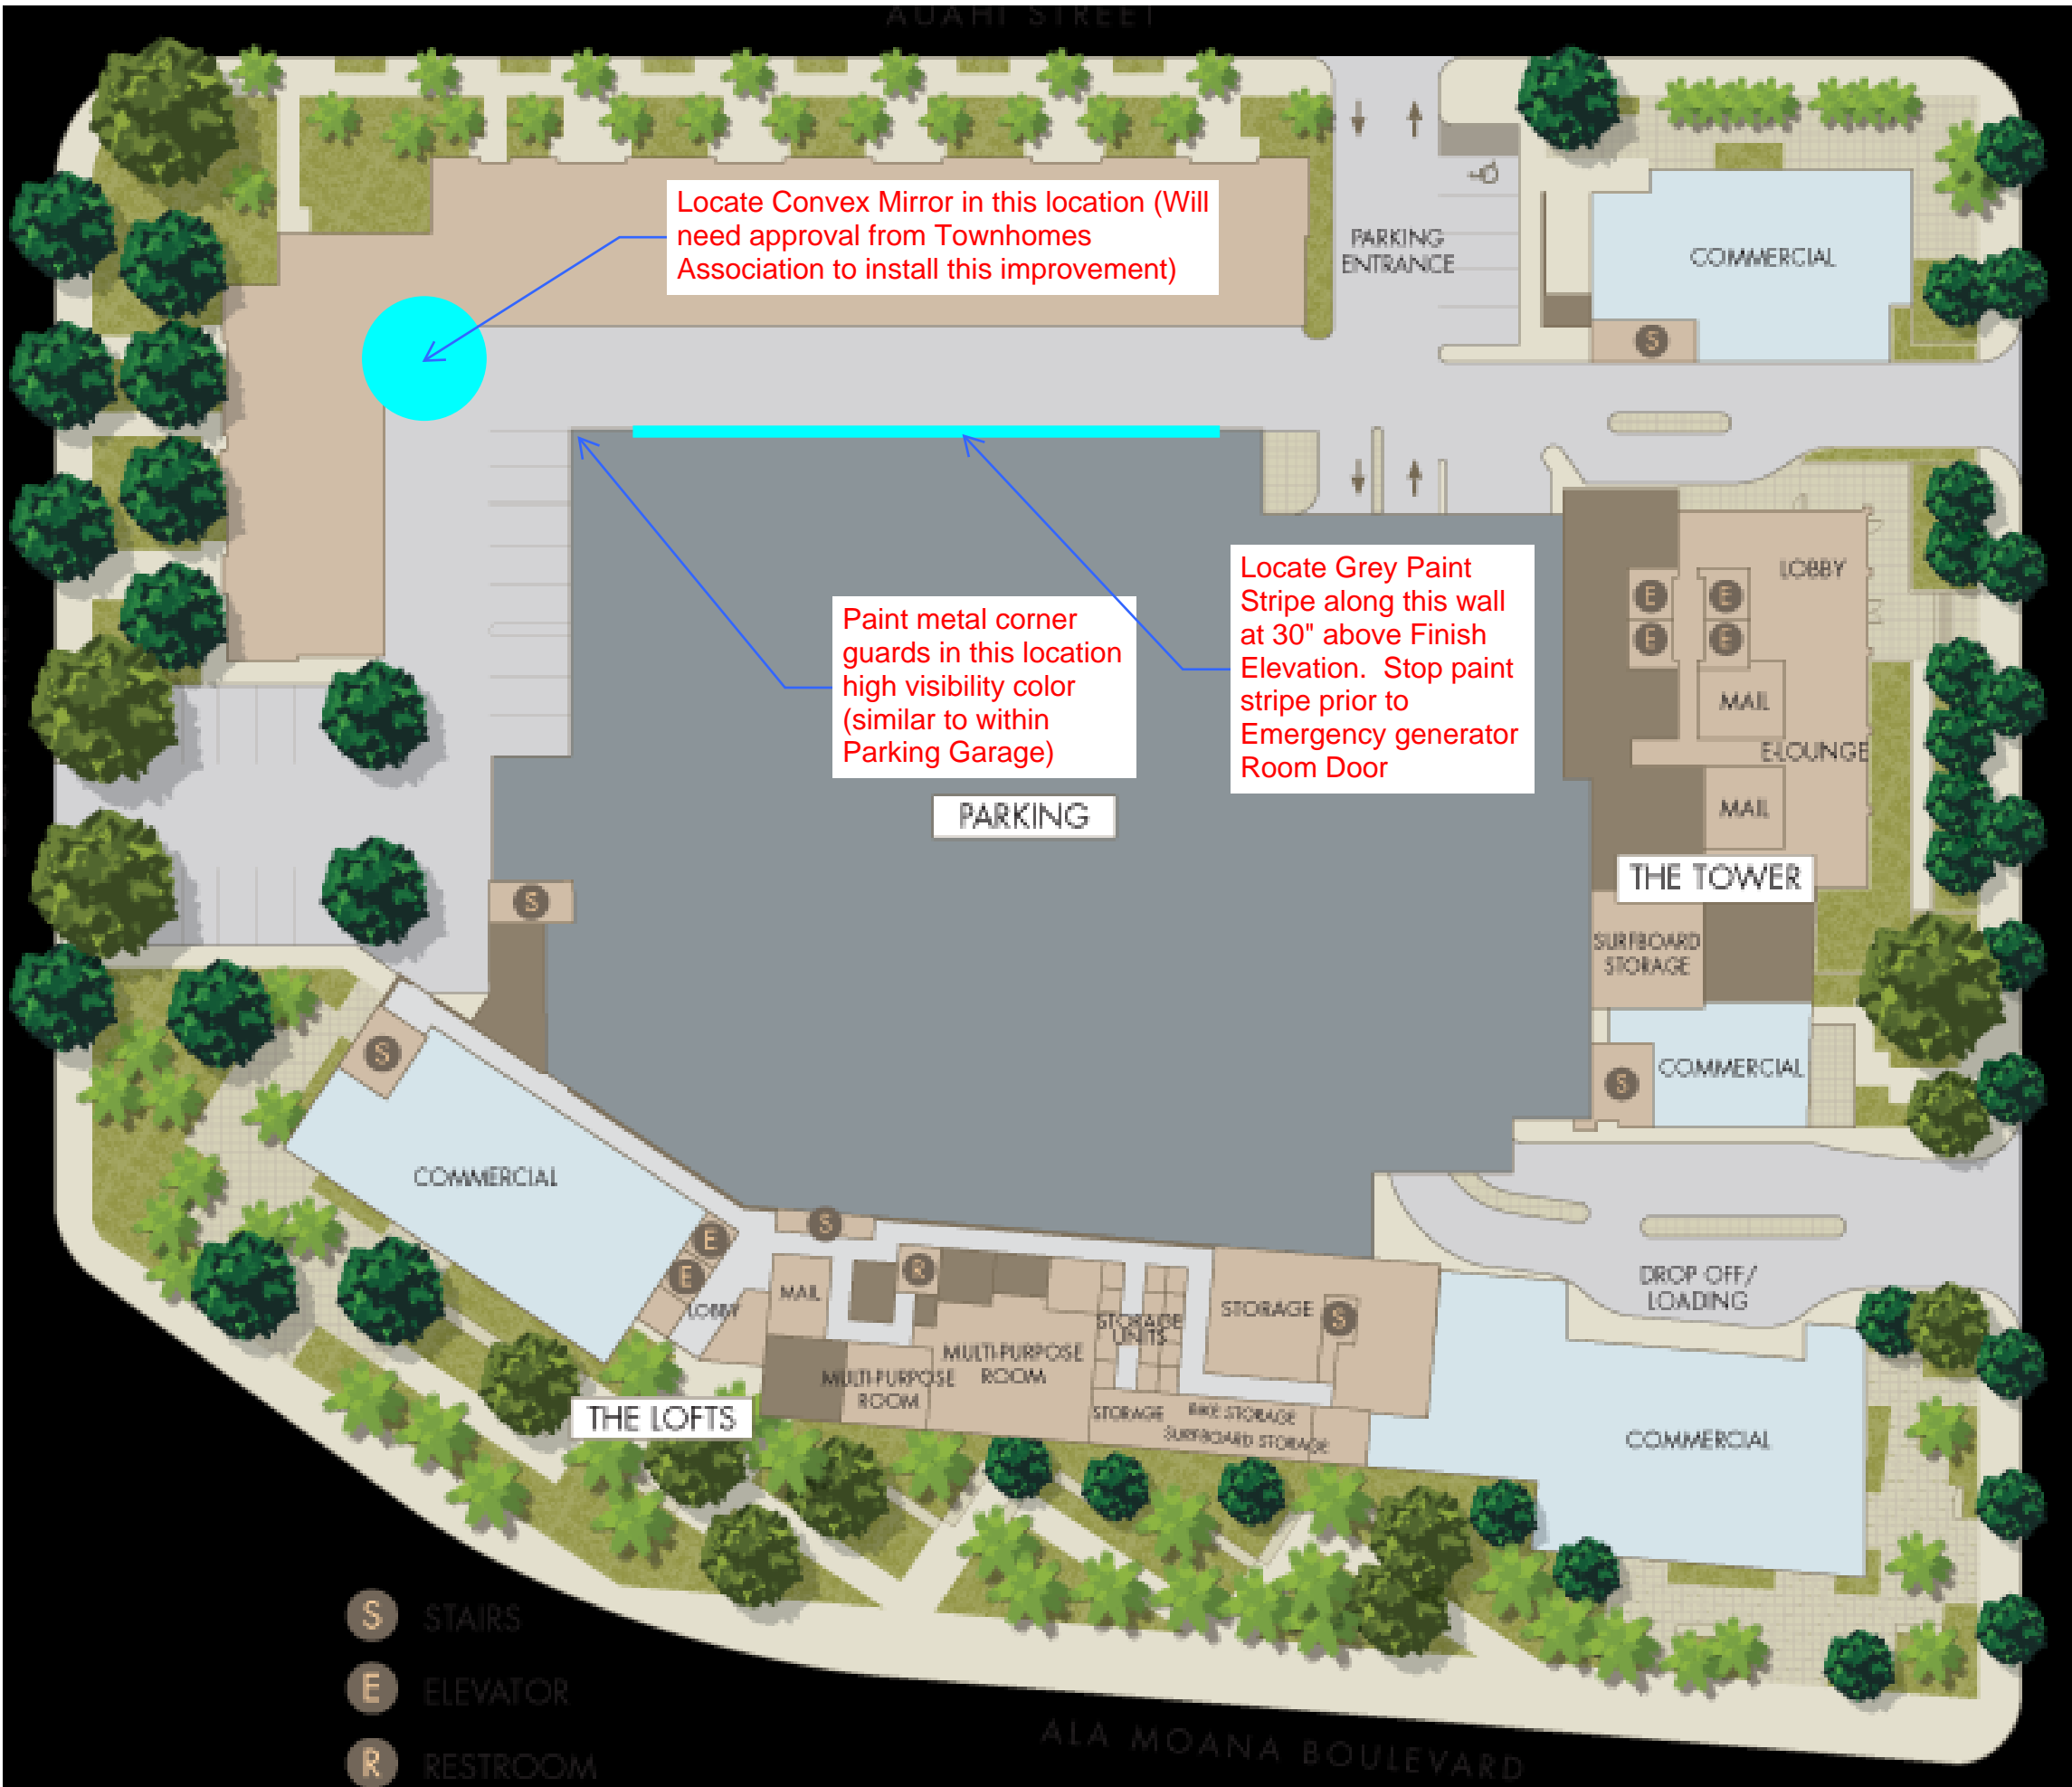 AUAHI STREET
Locate Convex Mirror in this location (Will
need approval from Townhomes
Association to install this improvement)
PARKING
ENTRANCE
COMMERCIAL
S
Paint metal corner
guards in this location
high visibility color
(similar to within
Parking Garage)
Locate Grey Paint
Stripe along this wall
at 30" above Finish
Elevation. Stop paint
stripe prior to
Emergency generator
Room Door
LOBBY
E E
E E
MAIL
E-LOUNGE
MAIL
PARKING
THE TOWER
S
SURFBOARD
STORAGE
S
COMMERCIAL
S
COMMERCIAL
S
E
E
LOBBY
MAIL
R
STORAGE
UNITS
STORAGE
S
DROP OFF/
LOADING
MULTI-PURPOSE
ROOM
MULTI-PURPOSE
ROOM
THE LOFTS
STORAGE
BIKE STORAGE
SURFBOARD STORAGE
COMMERCIAL
S STAIRS
E ELEVATOR
R RESTROOM
ALA MOANA BOULEVARD